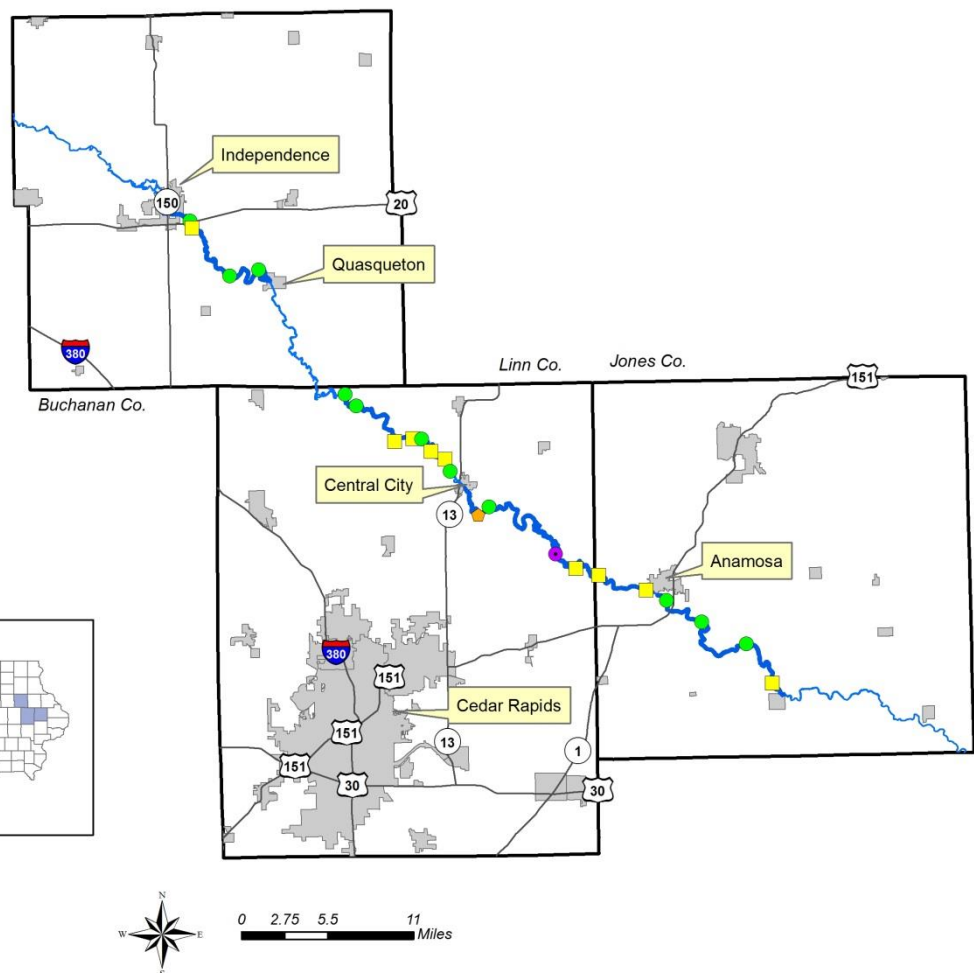 Independence
150
20
Quasqueton
380
Linn Co.
Jones Co.
151
Buchanan Co.
Central City
13
Anamosa
380
151
Cedar Rapids
151
13
1
151
30
30
N
W
E
S
0
2.75
5.5
11
Miles